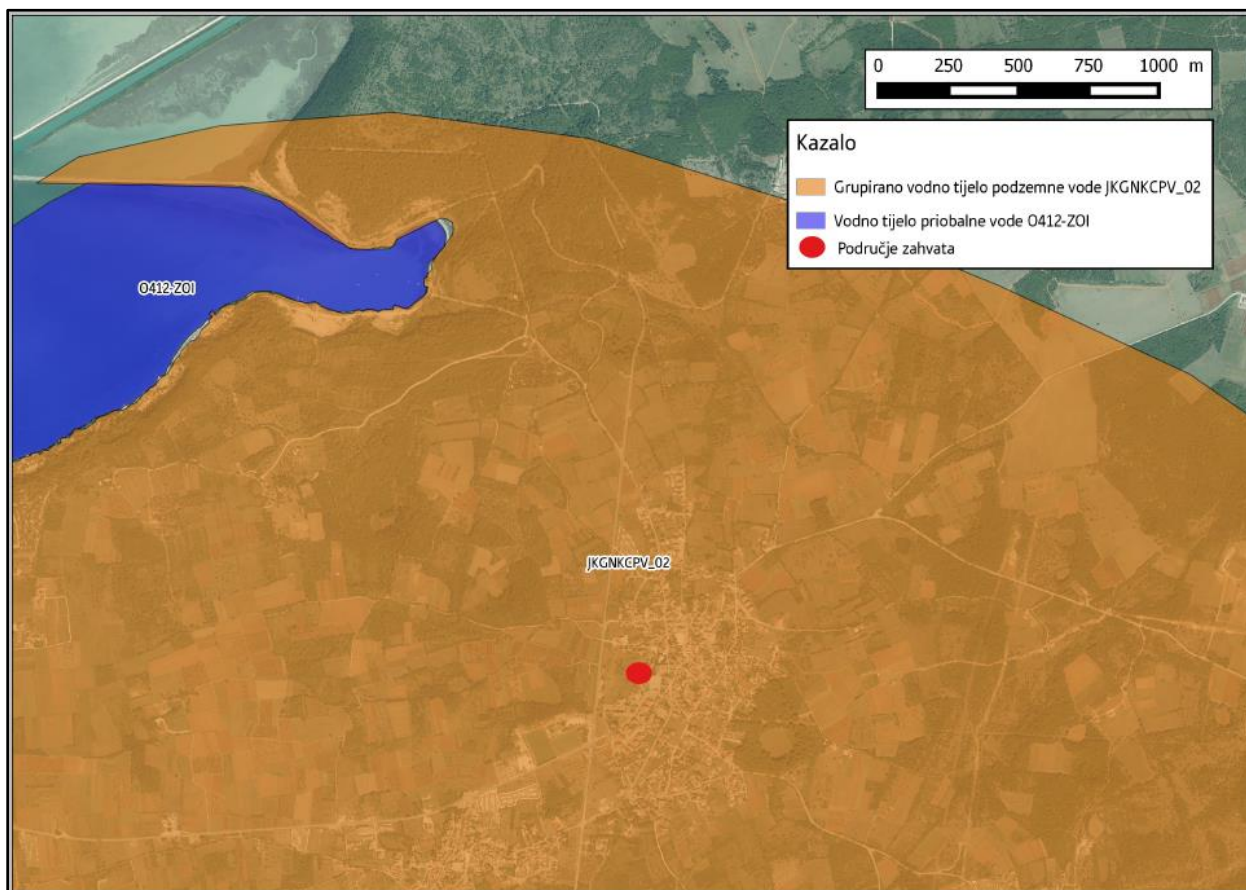 0 250 500 750 1000 m
Kazalo
Grupirano vodno tijelo podzemne vode JKGNKCPV_02
Vodno tijelo priobalne vode O412-ZOI
Područje zahvata
O412-ZOI
JKGNKCPV_02